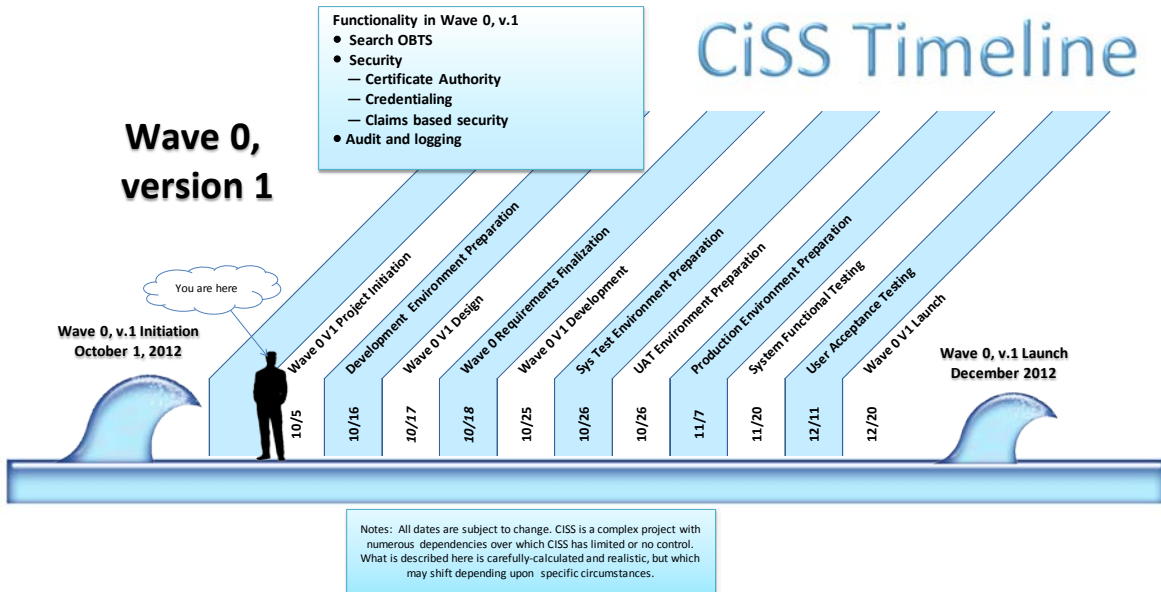 CiSS Timeline
Functionality in Wave 0, v.1
• Search OBTS
• Security
— Certificate Authority
— Credentialing
— Claims based security
• Audit and logging
Wave 0,
version 1
You are here
Wave 0, v.1 Initiation
October 1, 2012
10/5 Wave 0 V1 Project Initiation
10/16 Development Environment Preparation
10/17 Wave 0 V1 Design
10/18 Wave 0 Requirements Finalization
10/25 Wave 0 V1 Development
10/26 Sys Test Environment Preparation
10/26 UAT Environment Preparation
11/7 Production Environment Preparation
11/20 System Functional Testing
12/11 User Acceptance Testing
12/20 Wave 0 V1 Launch
Wave 0, v.1 Launch
December 2012
Notes: All dates are subject to change. CISS is a complex project with
numerous dependencies over which CISS has limited or no control.
What is described here is carefully-calculated and realistic, but which
may shift depending upon specific circumstances.